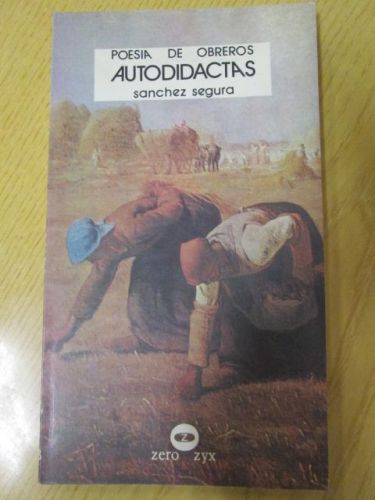 POESIA DE OBREROS
AUTODIDACTAS
sanchez segura
z
zero zyx